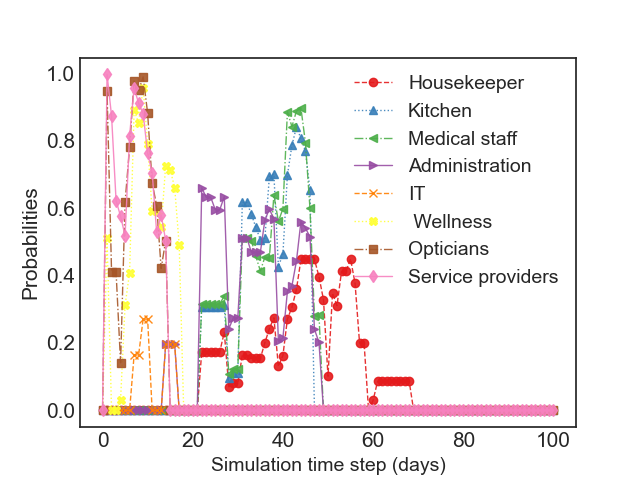 1.0
0.8
0.6
0.4
0.2
0.0
Probabilities
Housekeeper
Kitchen
Medical staff
Administration
IT
Wellness
Opticians
Service providers
0 20 40 60 80 100
Simulation time step (days)